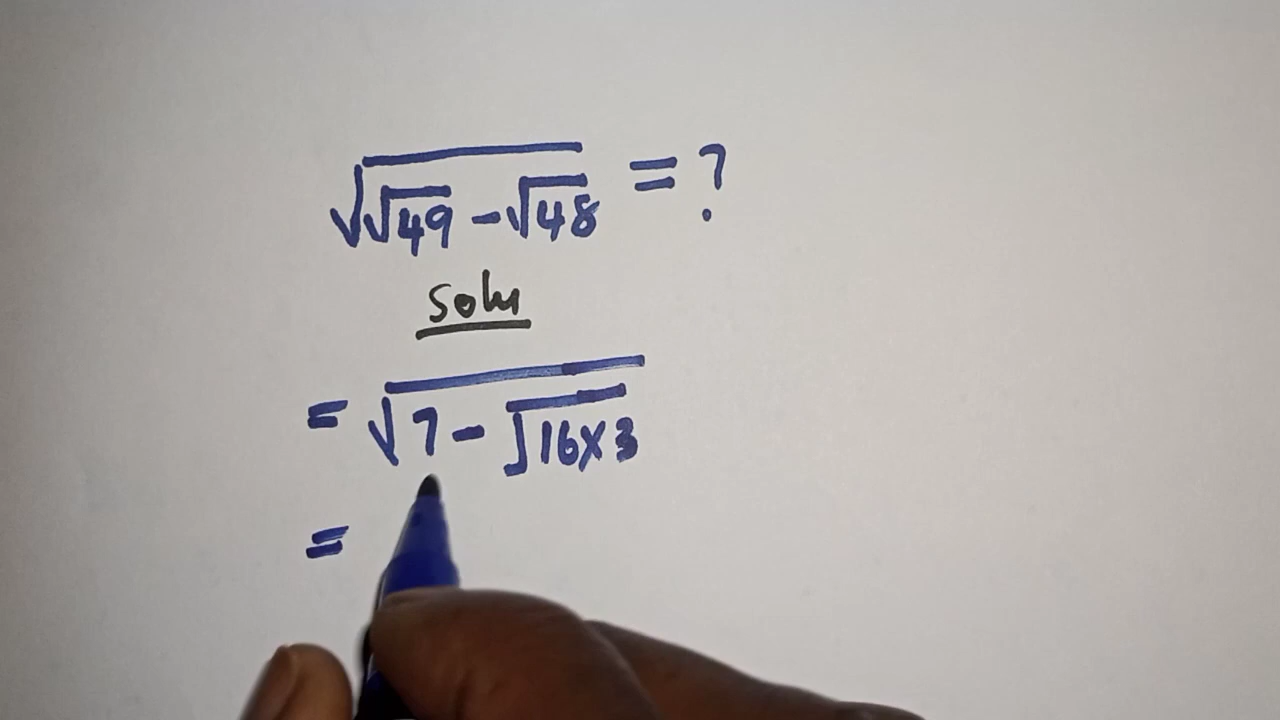 √(√49 - √48) = ?
Soln
= √(7 - √(16×3))
=